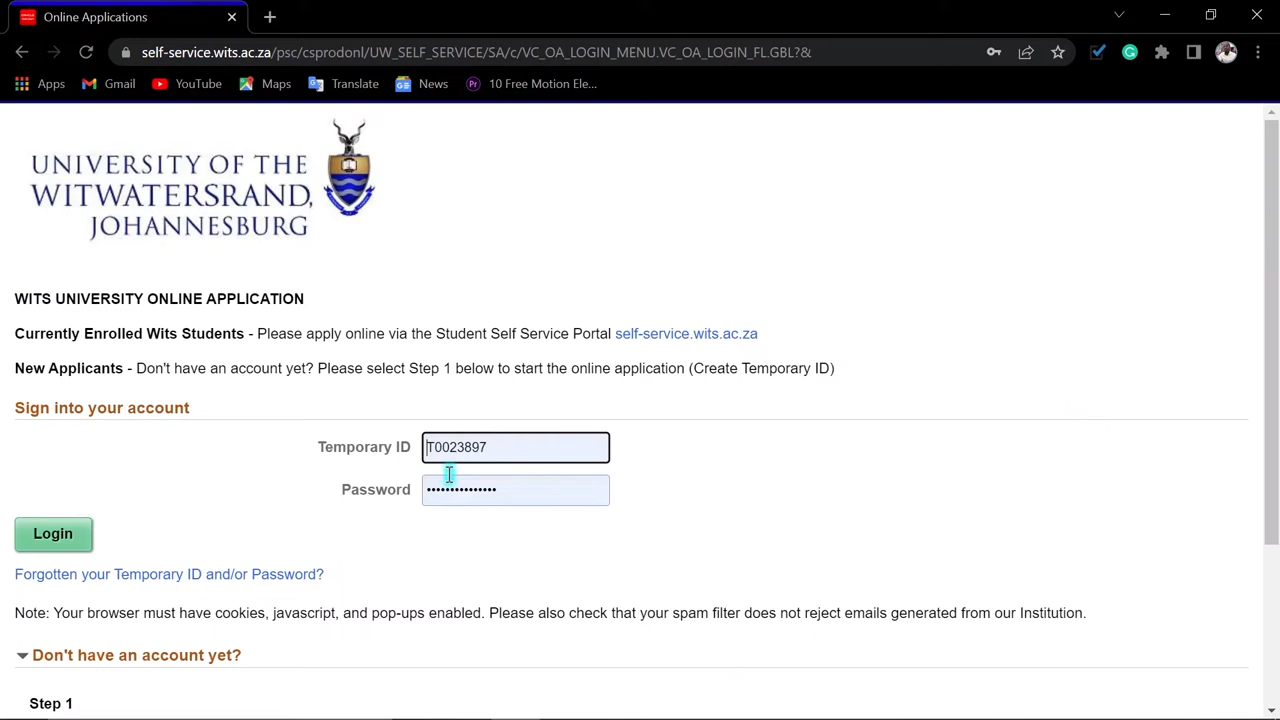 Online Applications
self-service.wits.ac.za/psc/csprodonl/UW_SELF_SERVICE/SA/c/VC_OA_LOGIN_MENU.VC_OA_LOGIN_FL.GBL?&
Apps Gmail YouTube Maps Translate News Pr 10 Free Motion Ele...
UNIVERSITY OF THE
WITWATERSRAND,
JOHANNESBURG
WITS UNIVERSITY ONLINE APPLICATION
Currently Enrolled Wits Students - Please apply online via the Student Self Service Portal self-service.wits.ac.za
New Applicants - Don't have an account yet? Please select Step 1 below to start the online application (Create Temporary ID)
Sign into your account
Temporary ID T0023897
Password •••••••••••••••
Login
Forgotten your Temporary ID and/or Password?
Note: Your browser must have cookies, javascript, and pop-ups enabled. Please also check that your spam filter does not reject emails generated from our Institution.
Don't have an account yet?
Step 1